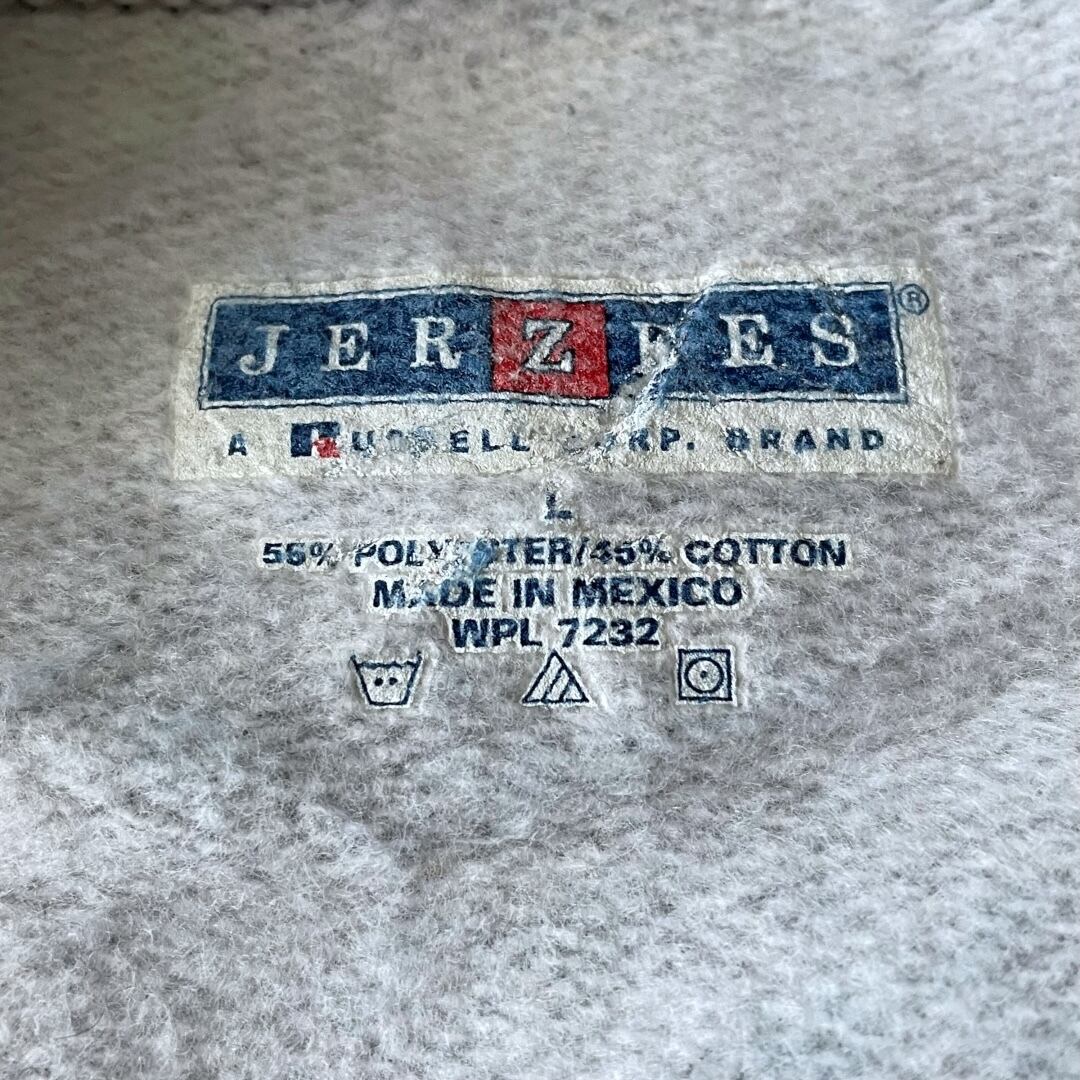 JERZEES®
A RUSSELL CORP. BRAND
L
55% POLYESTER/45% COTTON
MADE IN MEXICO
WPL 7232